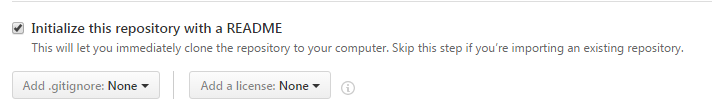 Initialize this repository with a README
This will let you immediately clone the repository to your computer. Skip this step if you’re importing an existing repository.
Add .gitignore: None Add a license: None